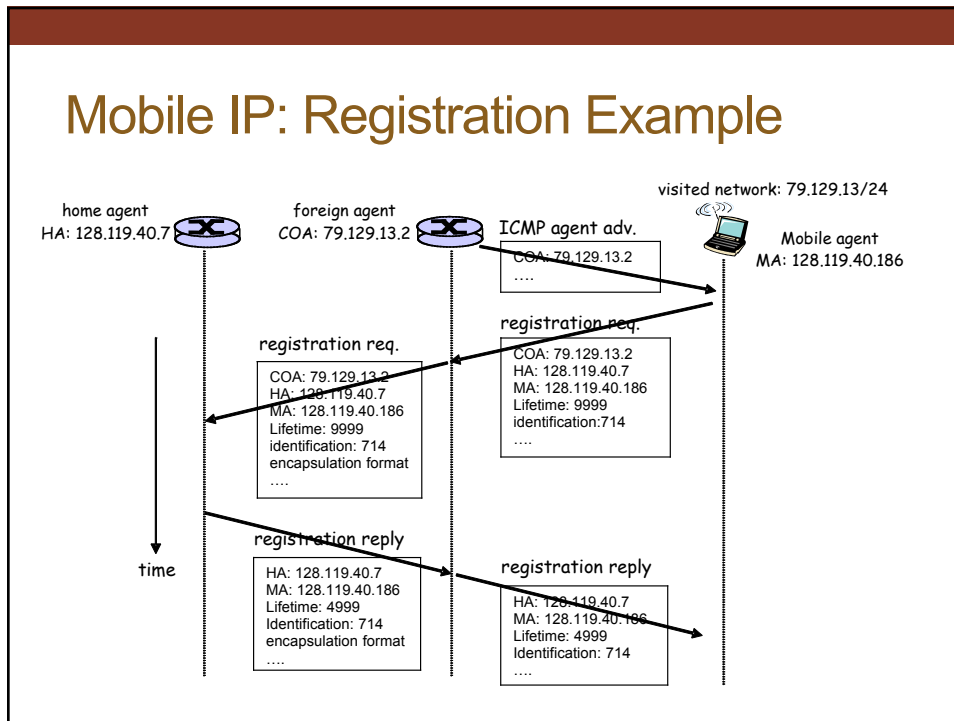 Mobile IP: Registration Example
visited network: 79.129.13/24
home agent
HA: 128.119.40.7
foreign agent
COA: 79.129.13.2
ICMP agent adv.
COA: 79.129.13.2
….
Mobile agent
MA: 128.119.40.186
registration req.
COA: 79.129.13.2
HA: 128.119.40.7
MA: 128.119.40.186
Lifetime: 9999
identification:714
….
registration req.
COA: 79.129.13.2
HA: 128.119.40.7
MA: 128.119.40.186
Lifetime: 9999
identification: 714
encapsulation format
….
time
registration reply
HA: 128.119.40.7
MA: 128.119.40.186
Lifetime: 4999
Identification: 714
encapsulation format
….
registration reply
HA: 128.119.40.7
MA: 128.119.40.186
Lifetime: 4999
Identification: 714
….